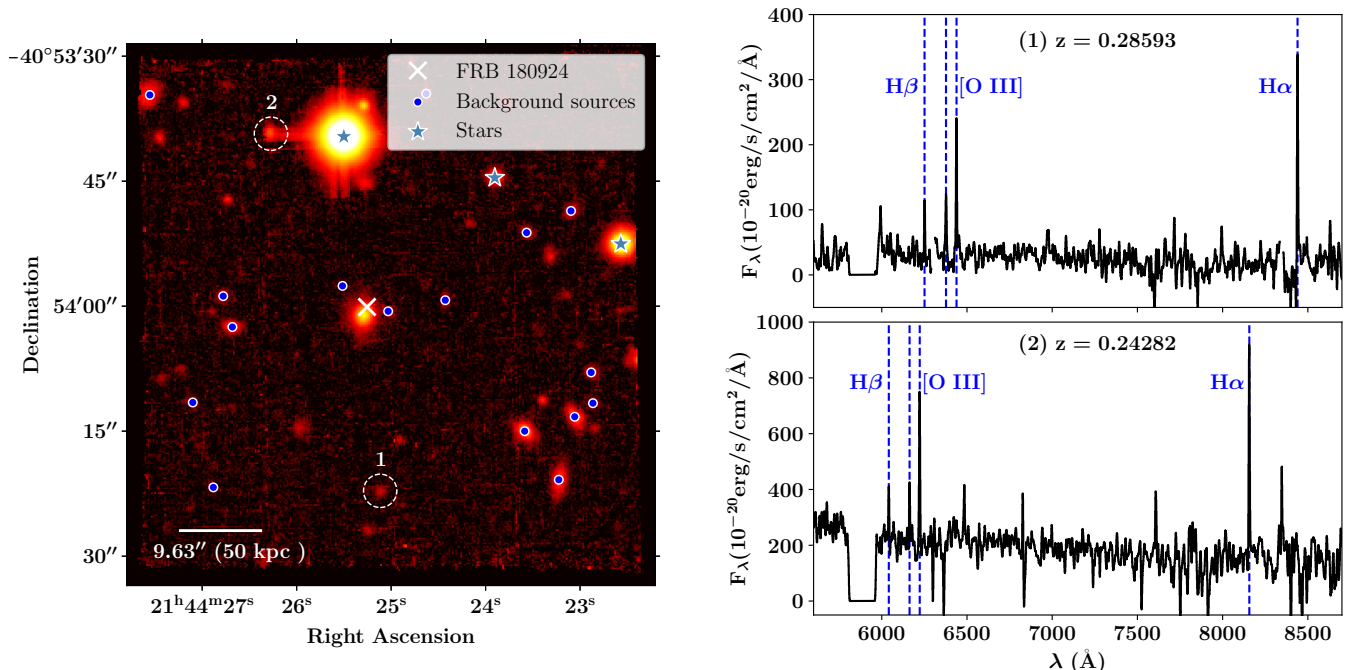 −40°53′30″
45″
54′00″
15″
30″
Declination
FRB 180924
Background sources
Stars
2
1
9.63″ (50 kpc )
21ʰ44ᵐ27ˢ
26ˢ
25ˢ
24ˢ
23ˢ
Right Ascension
400
300
200
100
0
F_λ(10⁻²⁰erg/s/cm²/Å)
(1) z = 0.28593
Hβ
[O III]
Hα
1000
800
600
400
200
0
F_λ(10⁻²⁰erg/s/cm²/Å)
(2) z = 0.24282
Hβ
[O III]
Hα
6000
6500
7000
7500
8000
8500
λ (Å)